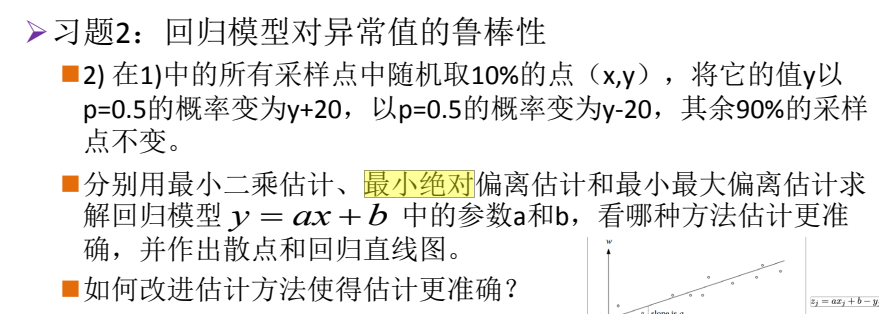 ➢习题2：回归模型对异常值的鲁棒性
■2) 在1)中的所有采样点中随机取10%的点（x,y），将它的值y以
p=0.5的概率变为y+20，以p=0.5的概率变为y-20，其余90%的采样
点不变。
■分别用最小二乘估计、最小绝对偏离估计和最小最大偏离估计求
解回归模型 y = ax + b 中的参数a和b，看哪种方法估计更准
确，并作出散点和回归直线图。
w
■如何改进估计方法使得估计更准确？
slope is a